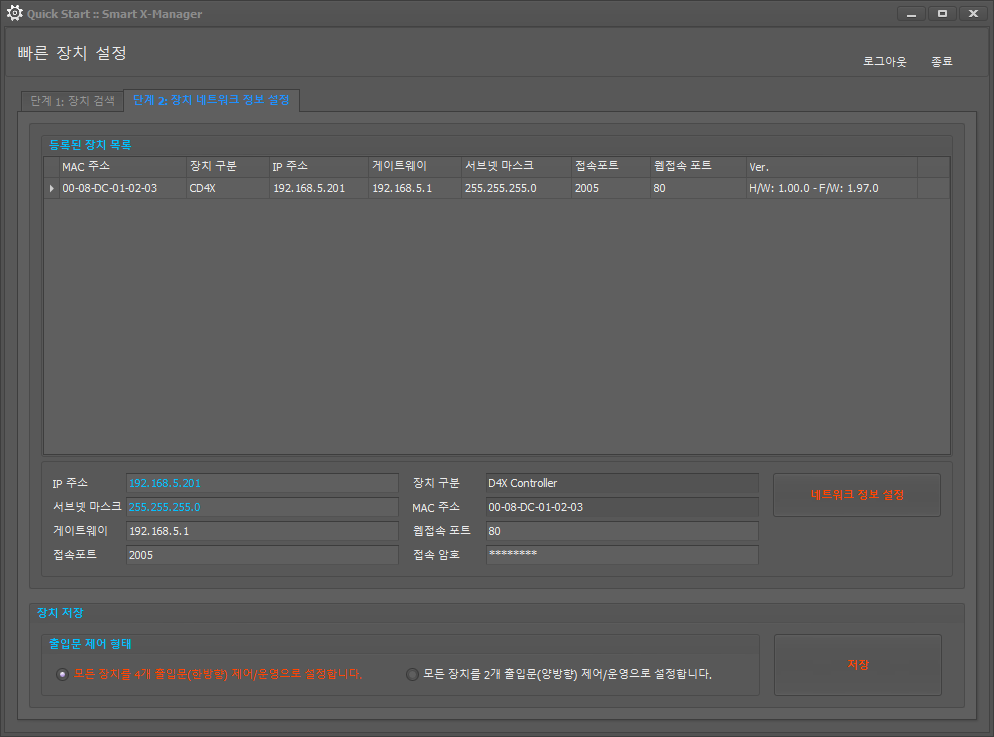 Quick Start :: Smart X-Manager
빠른 장치 설정
로그아웃 종료
단계 1: 장치 검색 단계 2: 장치 네트워크 정보 설정
등록된 장치 목록
MAC 주소 장치 구분 IP 주소 게이트웨이 서브넷 마스크 접속포트 웹접속 포트 Ver.
00-08-DC-01-02-03 CD4X 192.168.5.201 192.168.5.1 255.255.255.0 2005 80 H/W: 1.00.0 - F/W: 1.97.0
IP 주소 192.168.5.201 장치 구분 D4X Controller
네트워크 정보 설정
서브넷 마스크 255.255.255.0 MAC 주소 00-08-DC-01-02-03
게이트웨이 192.168.5.1 웹접속 포트 80
접속포트 2005 접속 암호 ********
장치 저장
출입문 제어 형태
모든 장치를 4개 출입문(한방향) 제어/운영으로 설정합니다. 모든 장치를 2개 출입문(양방향) 제어/운영으로 설정합니다.
저장